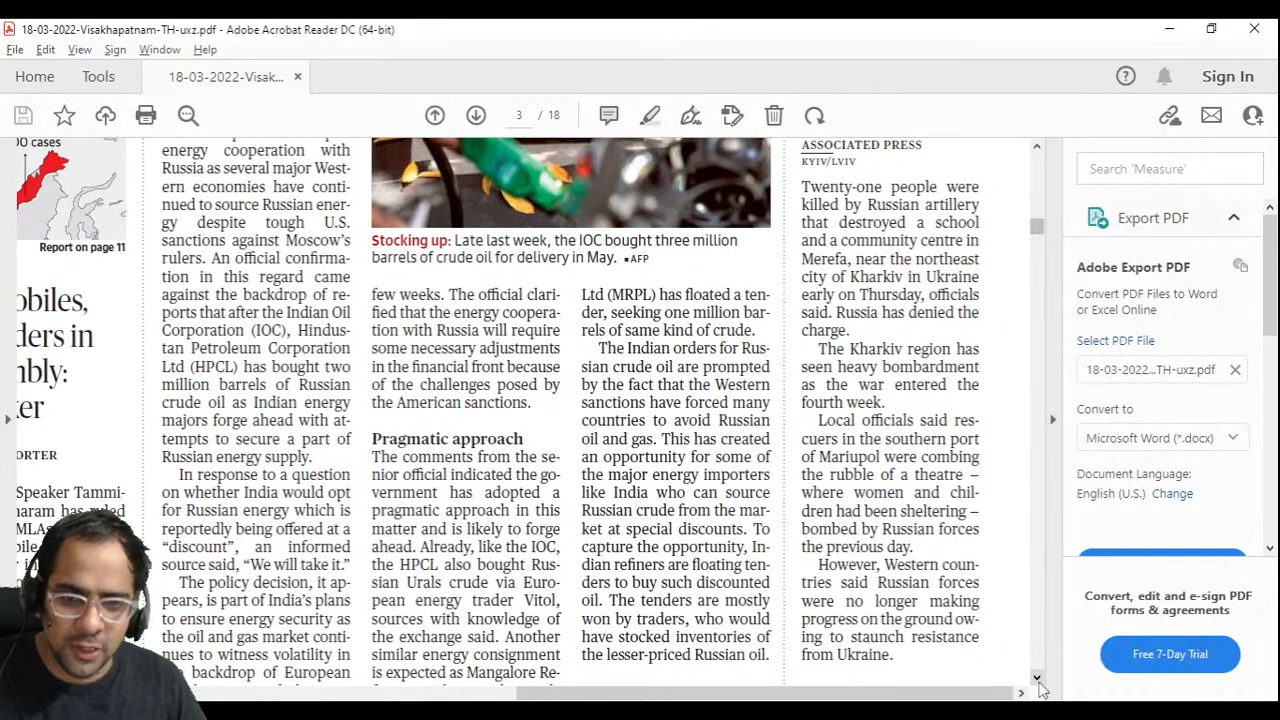 18-03-2022-Visakhapatnam-TH-uxz.pdf - Adobe Acrobat Reader DC (64-bit)
File Edit View Sign Window Help
Home Tools 18-03-2022-Visak... ×
Sign In
3 / 18
00 cases
Report on page 11
obiles,
ders in
nbly:
ker
ORTER
Speaker Tammi-
naram has ruled
MLAs
bile
energy cooperation with
Russia as several major West-
ern economies have conti-
nued to source Russian ener-
gy despite tough U.S.
sanctions against Moscow's
rulers. An official confirma-
tion in this regard came
against the backdrop of re-
ports that after the Indian Oil
Corporation (IOC), Hindus-
tan Petroleum Corporation
Ltd (HPCL) has bought two
million barrels of Russian
crude oil as Indian energy
majors forge ahead with at-
tempts to secure a part of
Russian energy supply.
In response to a question
on whether India would opt
for Russian energy which is
reportedly being offered at a
“discount”, an informed
source said, “We will take it.”
The policy decision, it ap-
pears, is part of India's plans
to ensure energy security as
the oil and gas market conti-
nues to witness volatility in
backdrop of European
Stocking up: Late last week, the IOC bought three million
barrels of crude oil for delivery in May. ▪AFP
few weeks. The official clari-
fied that the energy coopera-
tion with Russia will require
some necessary adjustments
in the financial front because
of the challenges posed by
the American sanctions.
Pragmatic approach
The comments from the se-
nior official indicated the go-
vernment has adopted a
pragmatic approach in this
matter and is likely to forge
ahead. Already, like the IOC,
the HPCL also bought Rus-
sian Urals crude via Euro-
pean energy trader Vitol,
sources with knowledge of
the exchange said. Another
similar energy consignment
is expected as Mangalore Re-
Ltd (MRPL) has floated a ten-
der, seeking one million bar-
rels of same kind of crude.
The Indian orders for Rus-
sian crude oil are prompted
by the fact that the Western
sanctions have forced many
countries to avoid Russian
oil and gas. This has created
an opportunity for some of
the major energy importers
like India who can source
Russian crude from the mar-
ket at special discounts. To
capture the opportunity, In-
dian refiners are floating ten-
ders to buy such discounted
oil. The tenders are mostly
won by traders, who would
have stocked inventories of
the lesser-priced Russian oil.
ASSOCIATED PRESS
KYIV/LVIV
Twenty-one people were
killed by Russian artillery
that destroyed a school
and a community centre in
Merefa, near the northeast
city of Kharkiv in Ukraine
early on Thursday, officials
said. Russia has denied the
charge.
The Kharkiv region has
seen heavy bombardment
as the war entered the
fourth week.
Local officials said res-
cuers in the southern port
of Mariupol were combing
the rubble of a theatre –
where women and chil-
dren had been sheltering –
bombed by Russian forces
the previous day.
However, Western coun-
tries said Russian forces
were no longer making
progress on the ground ow-
ing to staunch resistance
from Ukraine.
Search 'Measure'
Export PDF
Adobe Export PDF
Convert PDF Files to Word
or Excel Online
Select PDF File
18-03-2022...TH-uxz.pdf ×
Convert to
Microsoft Word (*.docx)
Document Language:
English (U.S.) Change
Convert, edit and e-sign PDF
forms & agreements
Free 7-Day Trial